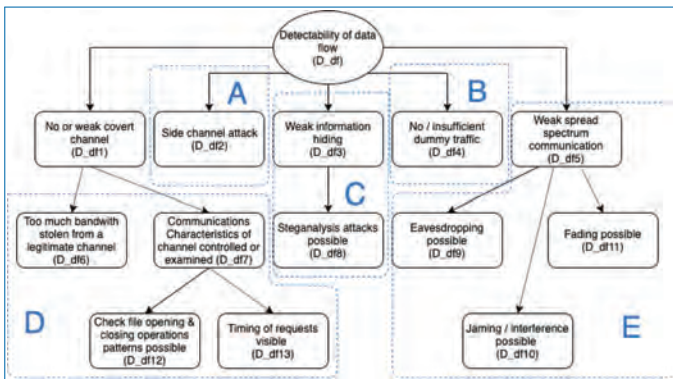 Detectability of data
flow
(D_df)
A
B
No or weak covert
channel
(D_df1)
Side channel attack
(D_df2)
Weak information
hiding
(D_df3)
No / insufficient
dummy traffic
(D_df4)
Weak spread
spectrum
communication
(D_df5)
C
Too much bandwith
stolen from a
legitimate channel
(D_df6)
Communications
Characteristics of
channel controlled or
examined (D_df7)
Steganalysis attacks
possible
(D_df8)
Eavesdropping
possible
(D_df9)
Fading possible
(D_df11)
D
Check file opening &
closing operations
patterns possible
(D_df12)
Timing of requests
visible
(D_df13)
Jaming / interference
possible
(D_df10)
E